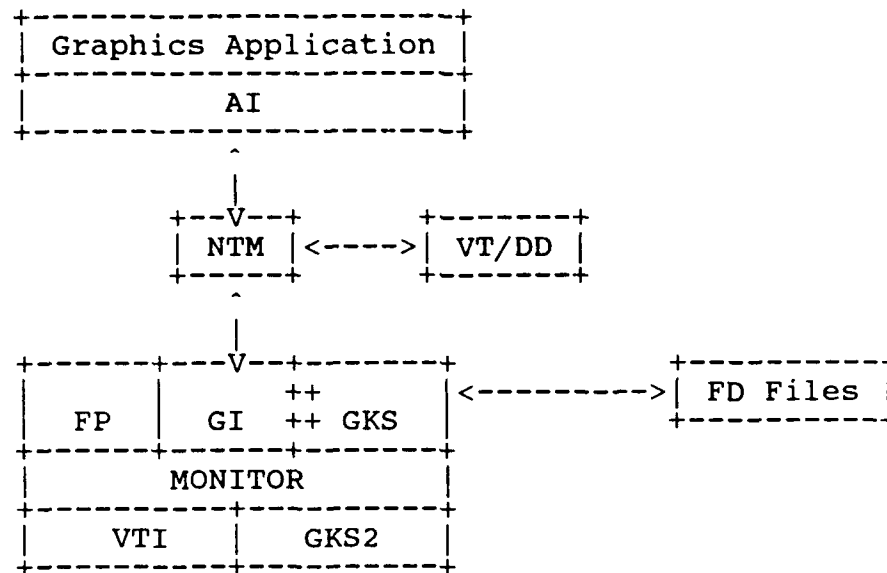 Graphics Application
AI
NTM <----> VT/DD
FP GI ++ GKS <---------> FD Files
MONITOR
VTI GKS2